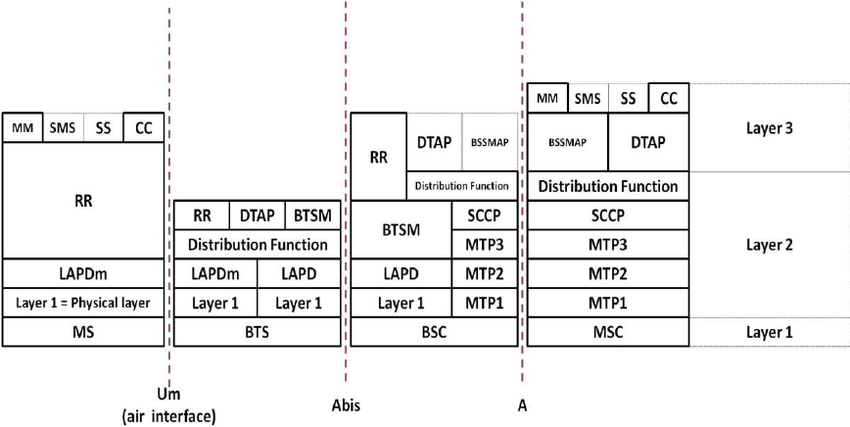 MM SMS SS CC
RR
LAPDm
Layer 1 = Physical layer
MS
RR DTAP BTSM
Distribution Function
LAPDm LAPD
Layer 1 Layer 1
BTS
RR DTAP BSSMAP
Distribution Function
BTSM SCCP
MTP3
LAPD MTP2
Layer 1 MTP1
BSC
MM SMS SS CC
BSSMAP DTAP
Distribution Function
SCCP
MTP3
MTP2
MTP1
MSC
Layer 3
Layer 2
Layer 1
Um
(air interface)
Abis
A